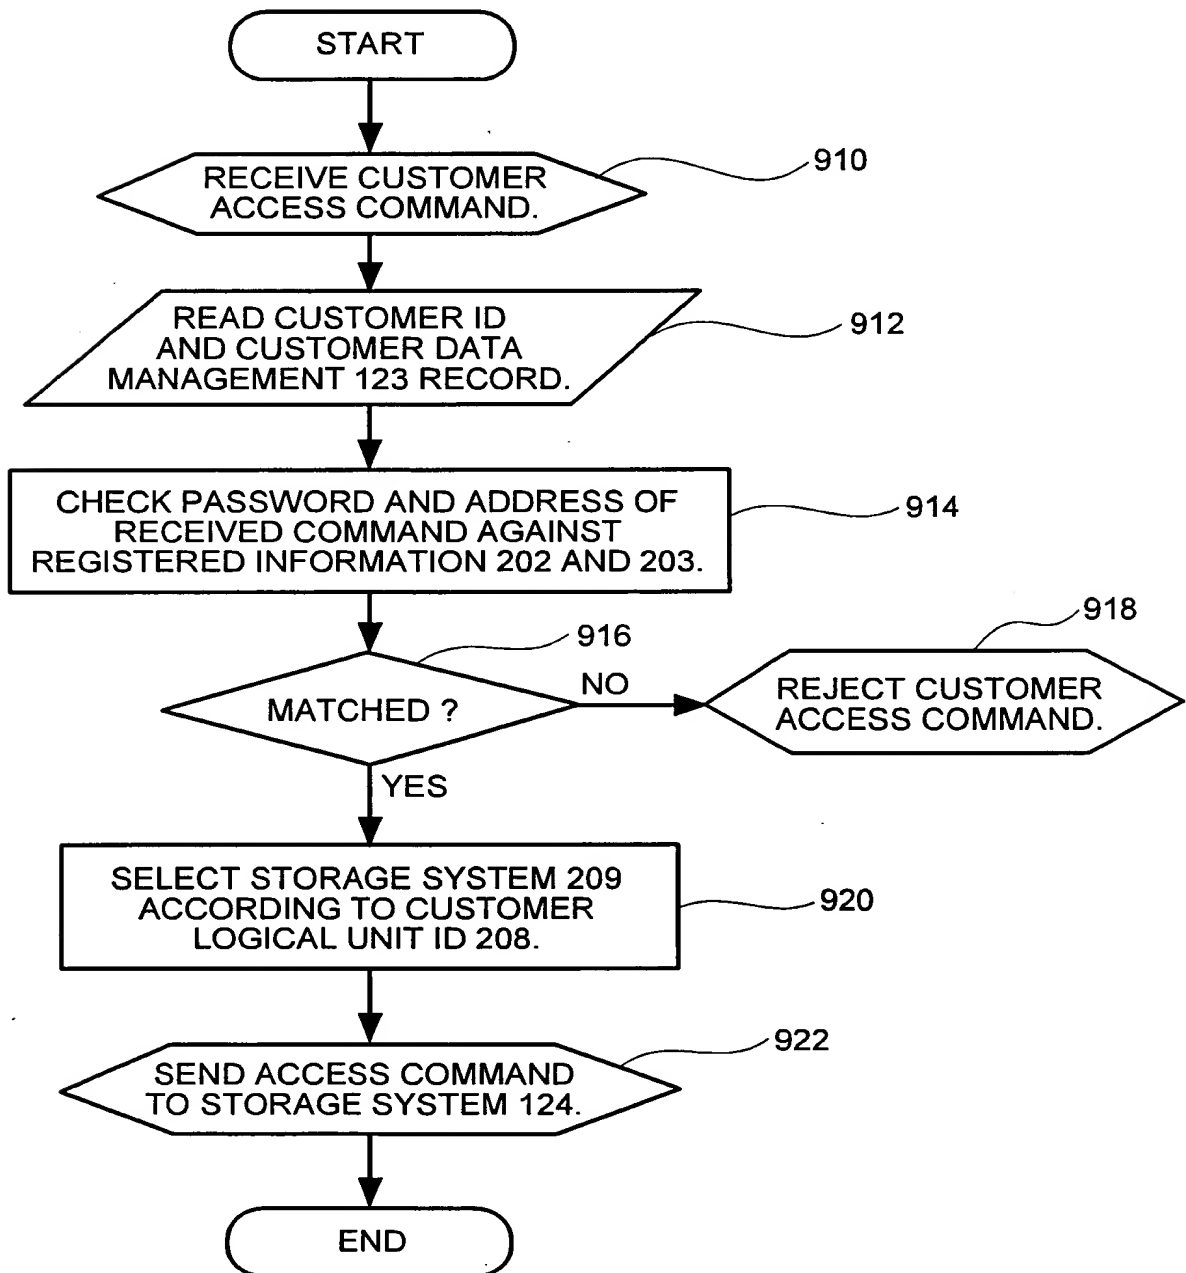 START
RECEIVE CUSTOMER
ACCESS COMMAND.
910
READ CUSTOMER ID
AND CUSTOMER DATA
MANAGEMENT 123 RECORD.
912
CHECK PASSWORD AND ADDRESS OF
RECEIVED COMMAND AGAINST
REGISTERED INFORMATION 202 AND 203.
914
MATCHED ?
916
NO
REJECT CUSTOMER
ACCESS COMMAND.
918
YES
SELECT STORAGE SYSTEM 209
ACCORDING TO CUSTOMER
LOGICAL UNIT ID 208.
920
SEND ACCESS COMMAND
TO STORAGE SYSTEM 124.
922
END